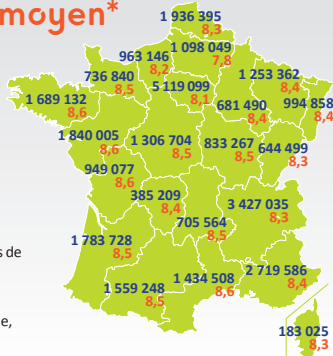 moyen*
1 936 395
8,3
963 146
8,2
1 098 049
7,8
736 840
8,5
5 119 099
8,1
1 253 362
8,4
1 689 132
8,6
681 490
8,4
994 858
8,4
1 840 005
8,6
1 306 704
8,5
833 267
8,5
644 499
8,3
949 077
8,6
385 209
8,4
3 427 035
8,3
705 564
8,5
s de
1 783 728
8,5
2 719 586
8,4
1 434 508
8,6
1 559 248
8,5
e,
183 025
8,3